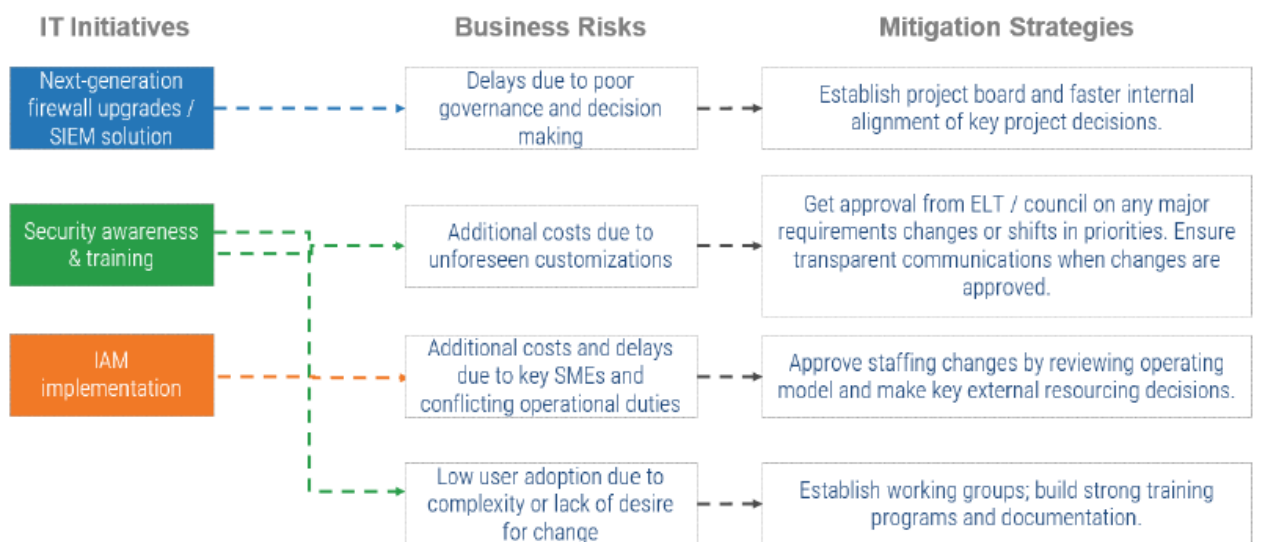 IT Initiatives
Business Risks
Mitigation Strategies
Next-generation
firewall upgrades /
SIEM solution
Delays due to poor
governance and decision
making
Establish project board and faster internal
alignment of key project decisions.
Security awareness
& training
Additional costs due to
unforeseen customizations
Get approval from ELT / council on any major
requirements changes or shifts in priorities. Ensure
transparent communications when changes are
approved.
IAM
implementation
Additional costs and delays
due to key SMEs and
conflicting operational duties
Approve staffing changes by reviewing operating
model and make key external resourcing decisions.
Low user adoption due to
complexity or lack of desire
for change
Establish working groups; build strong training
programs and documentation.